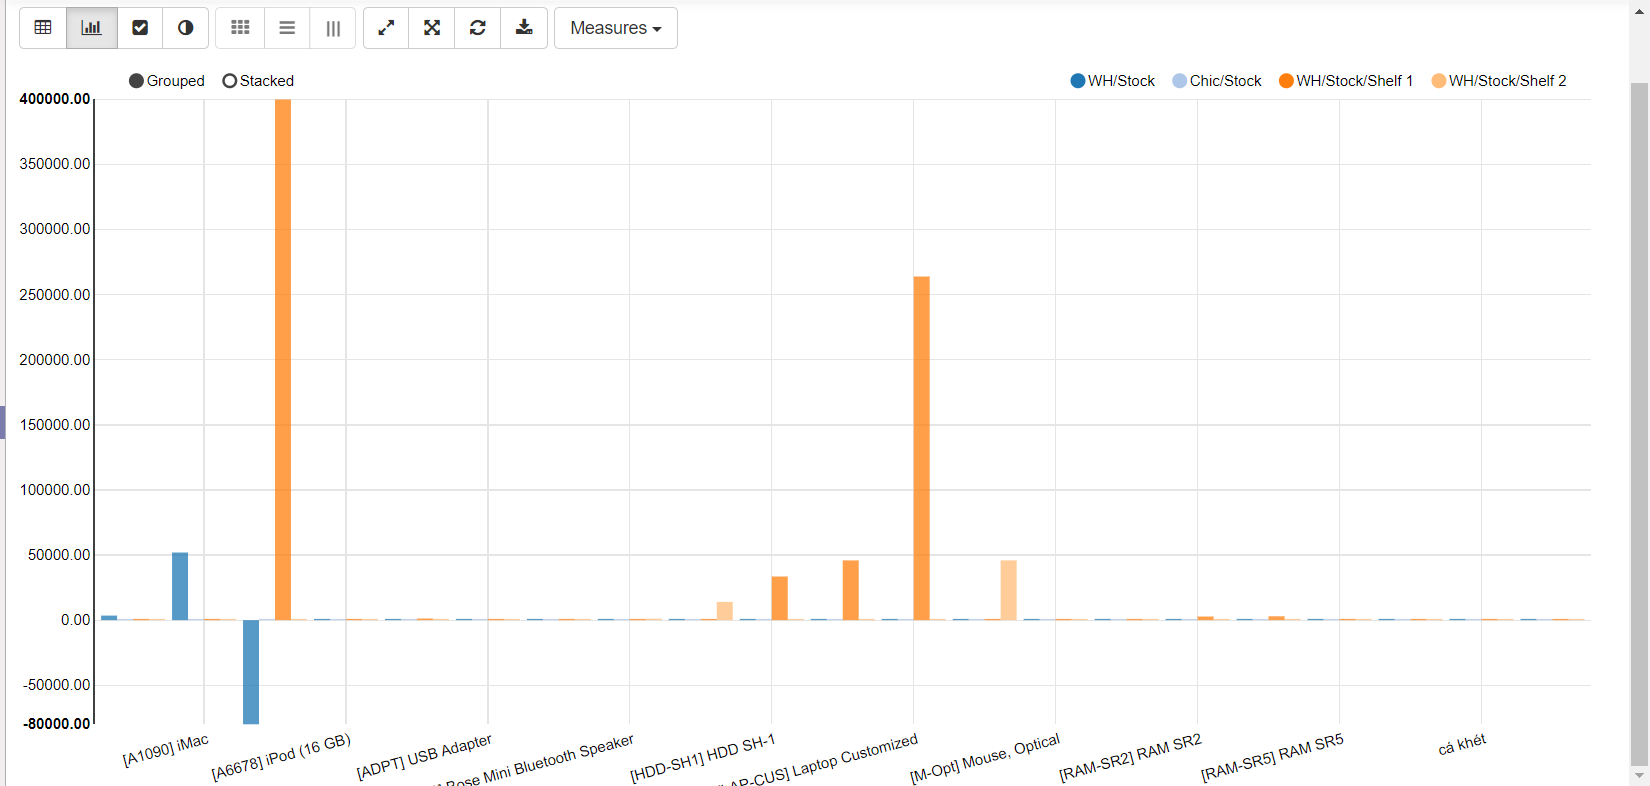 Measures
Grouped Stacked WH/Stock Chic/Stock WH/Stock/Shelf 1 WH/Stock/Shelf 2
400000.00
350000.00
300000.00
250000.00
200000.00
150000.00
100000.00
50000.00
0.00
-50000.00
-80000.00
[A1090] iMac
[A6678] iPod (16 GB)
[ADPT] USB Adapter
Bose Mini Bluetooth Speaker
[HDD-SH1] HDD SH-1
AP-CUS] Laptop Customized
[M-Opt] Mouse, Optical
[RAM-SR2] RAM SR2
[RAM-SR5] RAM SR5
cá khét